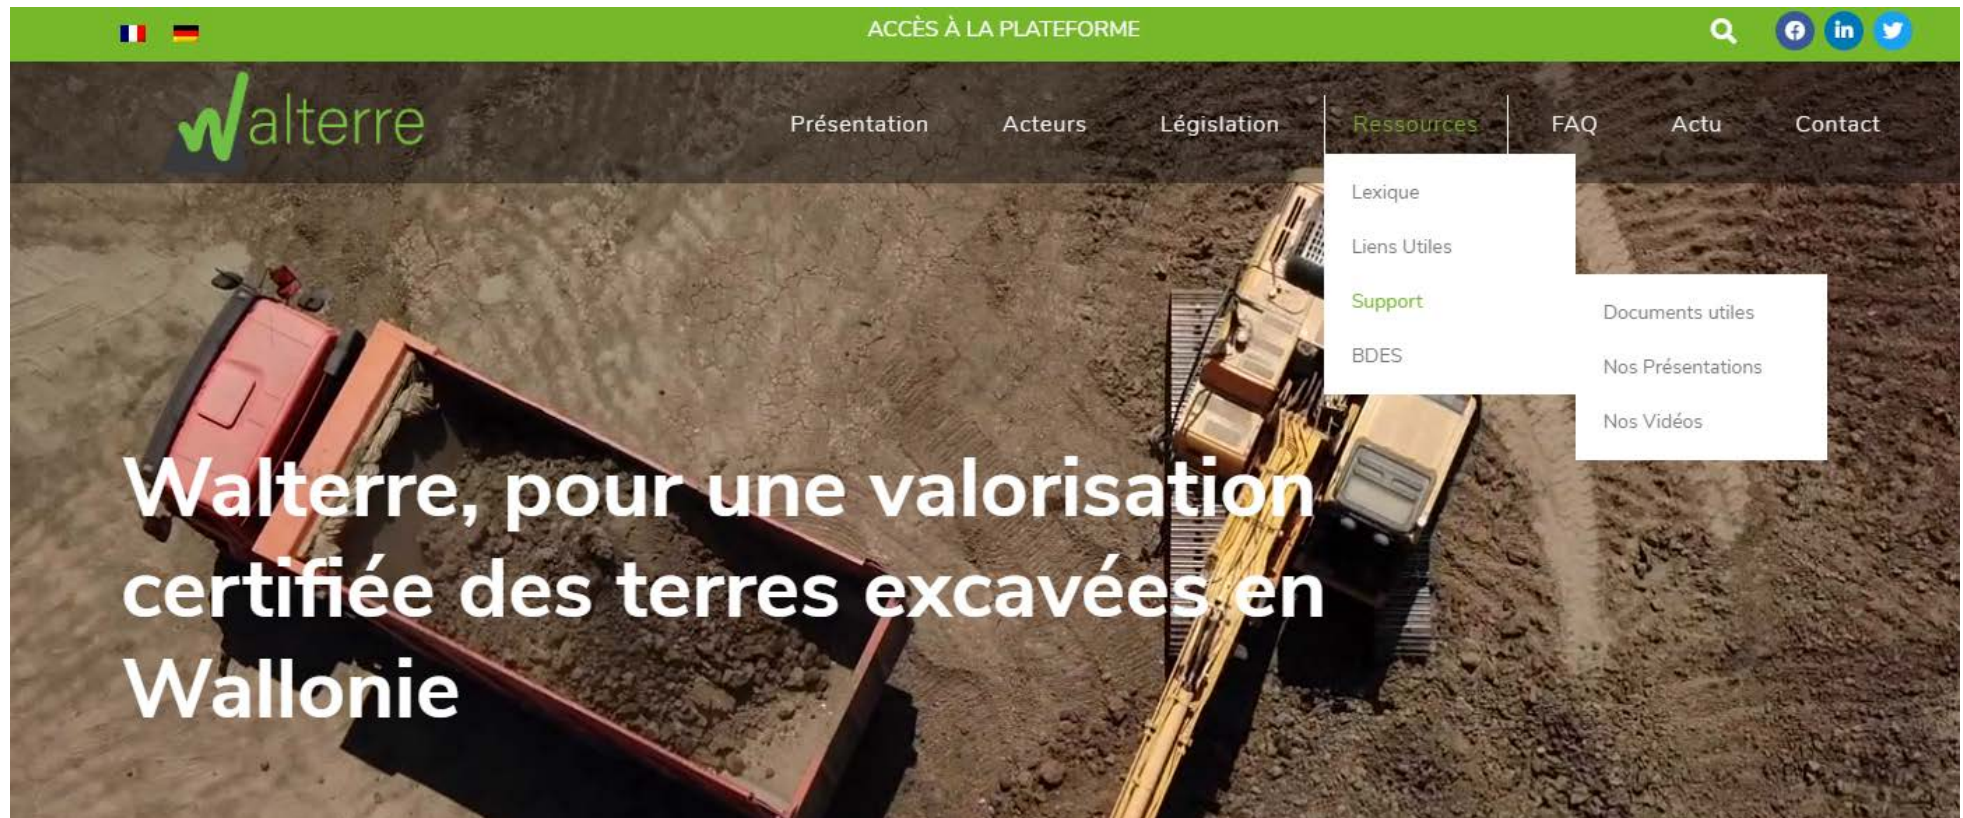 ACCÈS À LA PLATEFORME
Walterre
Présentation Acteurs Législation Ressources FAQ Actu Contact
Lexique
Liens Utiles
Support
BDES
Documents utiles
Nos Présentations
Nos Vidéos
Walterre, pour une valorisation
certifiée des terres excavées en
Wallonie